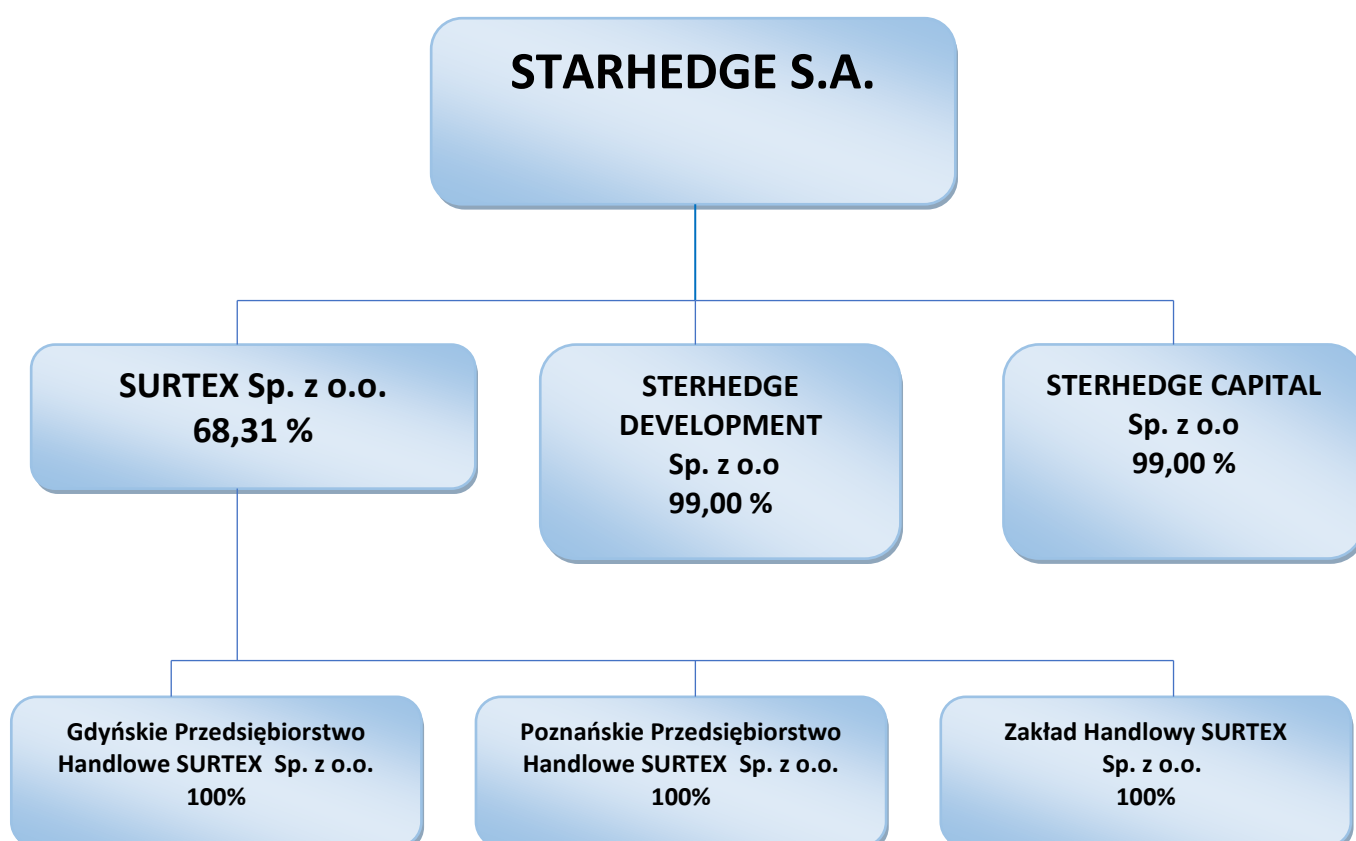 STARHEDGE S.A.
SURTEX Sp. z o.o.
68,31 %
STERHEDGE
DEVELOPMENT
Sp. z o.o
99,00 %
STERHEDGE CAPITAL
Sp. z o.o
99,00 %
Gdyńskie Przedsiębiorstwo
Handlowe SURTEX Sp. z o.o.
100%
Poznańskie Przedsiębiorstwo
Handlowe SURTEX Sp. z o.o.
100%
Zakład Handlowy SURTEX
Sp. z o.o.
100%